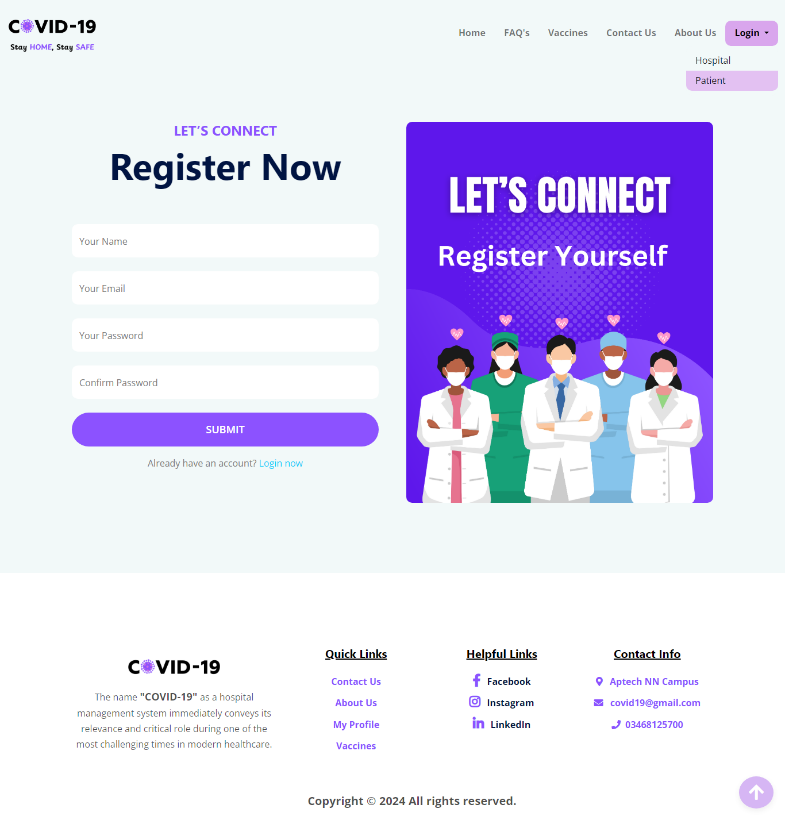 COVID-19
Stay HOME, Stay SAFE
Home FAQ's Vaccines Contact Us About Us Login
Hospital
Patient
LET'S CONNECT
Register Now
Your Name
Your Email
Your Password
Confirm Password
SUBMIT
Already have an account? Login now
LET'S CONNECT
Register Yourself
COVID-19
The name "COVID-19" as a hospital
management system immediately conveys its
relevance and critical role during one of the
most challenging times in modern healthcare.
Quick Links
Contact Us
About Us
My Profile
Vaccines
Helpful Links
Facebook
Instagram
LinkedIn
Contact Info
Aptech NN Campus
covid19@gmail.com
03468125700
Copyright © 2024 All rights reserved.